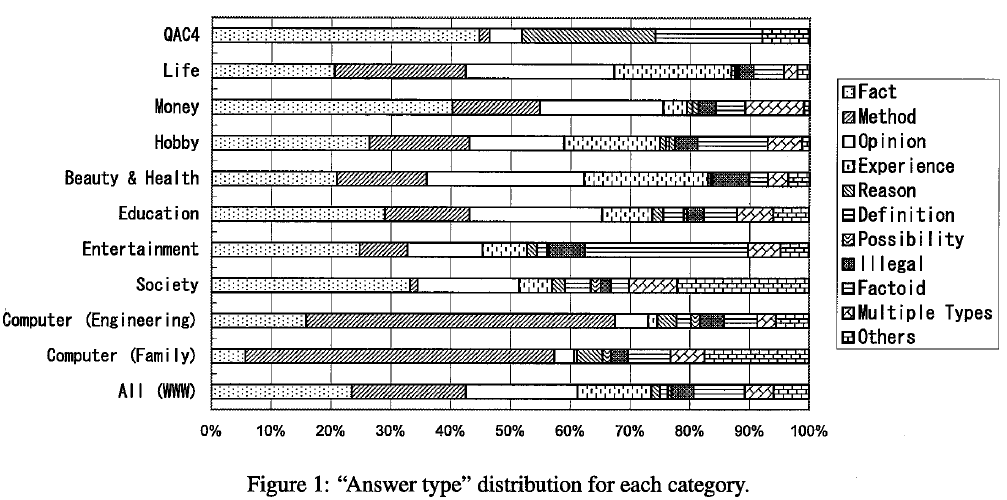 QAC4
Life
Money
Hobby
Beauty & Health
Education
Entertainment
Society
Computer (Engineering)
Computer (Family)
All (WWW)
0% 10% 20% 30% 40% 50% 60% 70% 80% 90% 100%
Fact
Method
Opinion
Experience
Reason
Definition
Possibility
Illegal
Factoid
Multiple Types
Others
Figure 1: “Answer type” distribution for each category.